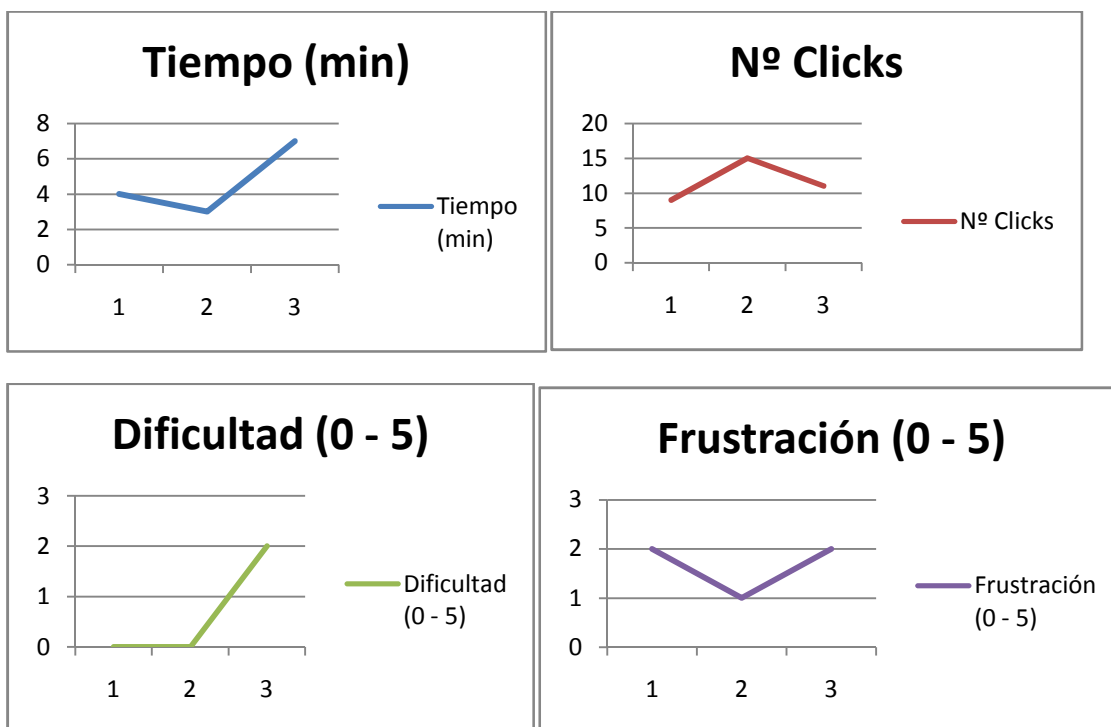 Tiempo (min)
8
6
4
2
0
1 2 3
Tiempo
(min)
Nº Clicks
20
15
10
5
0
1 2 3
Nº Clicks
Dificultad (0 - 5)
3
2
1
0
1 2 3
Dificultad
(0 - 5)
Frustración (0 - 5)
3
2
1
0
1 2 3
Frustración
(0 - 5)